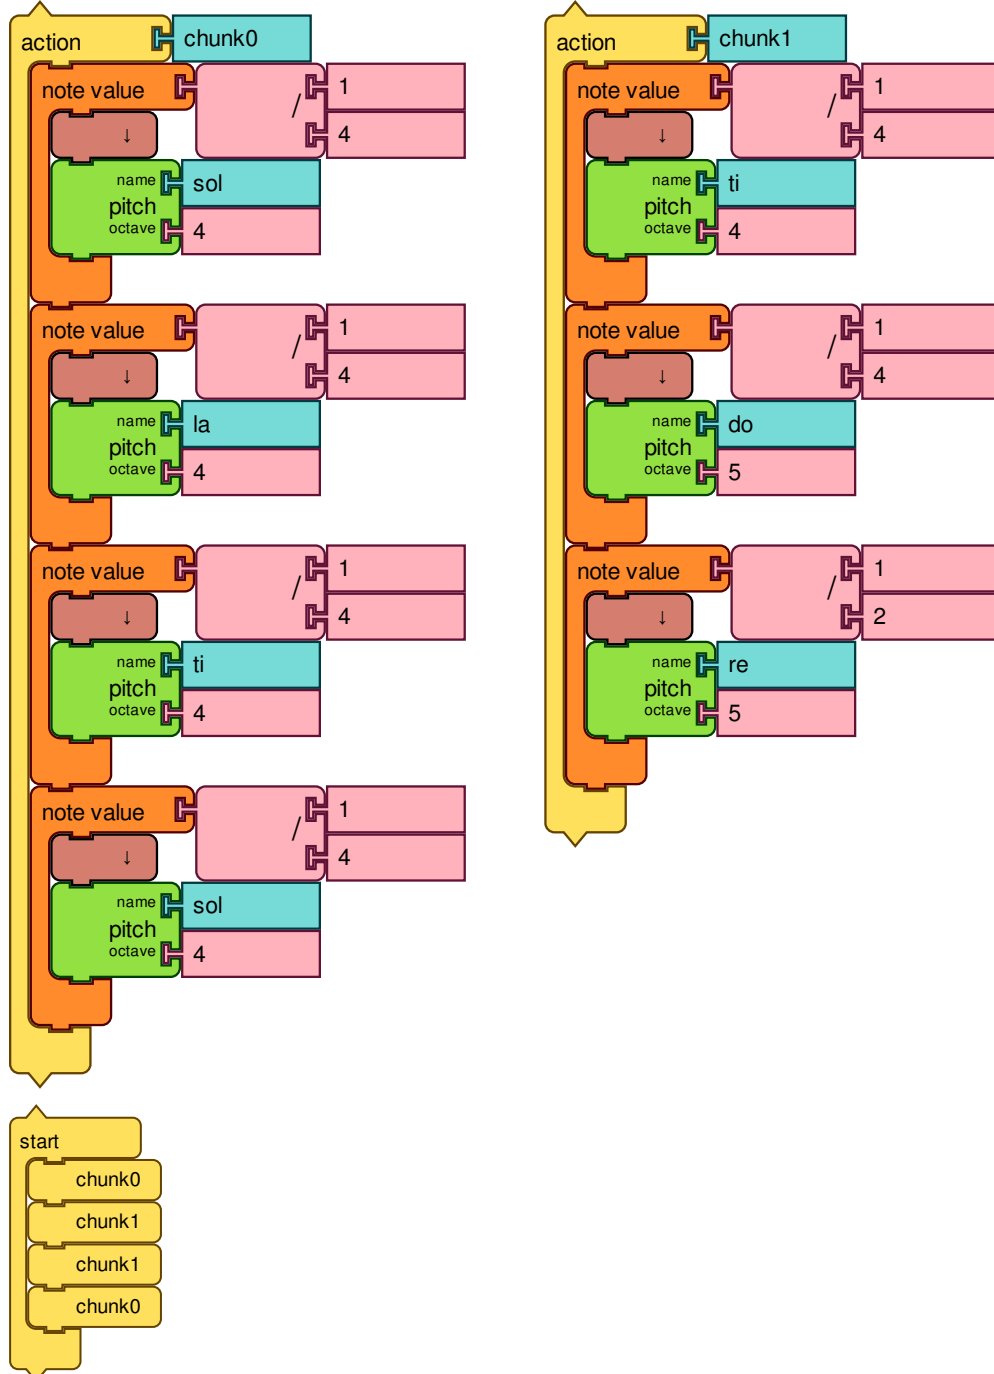 action chunk0
note value 1
/
4
↓
name sol
pitch
octave 4
note value 1
/
4
↓
name la
pitch
octave 4
note value 1
/
4
↓
name ti
pitch
octave 4
note value 1
/
4
↓
name sol
pitch
octave 4
action chunk1
note value 1
/
4
↓
name ti
pitch
octave 4
note value 1
/
4
↓
name do
pitch
octave 5
note value 1
/
2
↓
name re
pitch
octave 5
start
chunk0
chunk1
chunk1
chunk0